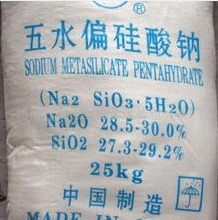 五水偏硅酸钠
SODIUM METASILICATE PENTAHYDRATE
(Na2 SiO3·5H2O)
Na2O 28.5-30.0%
SiO2 27.3-29.2%
25kg
中国制造
MADE IN